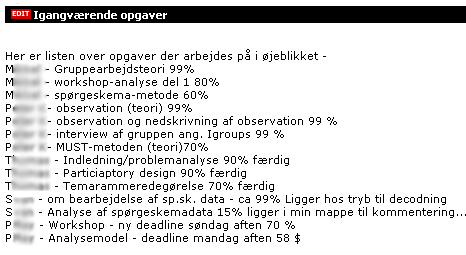 EDIT Igangværende opgaver
Her er listen over opgaver der arbejdes på i øjeblikket -
- Gruppearbejdsteori 99%
- workshop-analyse del 1 80%
- spørgeskema-metode 60%
- observation (teori) 99%
- observation og nedskrivning af observation 99 %
- interview af gruppen ang. Igroups 99 %
- MUST-metoden (teori)70%
- Indledning/problemanalyse 90% færdig
- Particiaptory design 90% færdig
- Temarammeredegørelse 70% færdig
- om bearbejdelse af sp.sk. data - ca 99% Ligger hos tryb til decodning
- Analyse af spørgeskemadata 15% ligger i min mappe til kommentering...
- Workshop - ny deadline søndag aften 70 %
- Analysemodel - deadline mandag aften 58 $